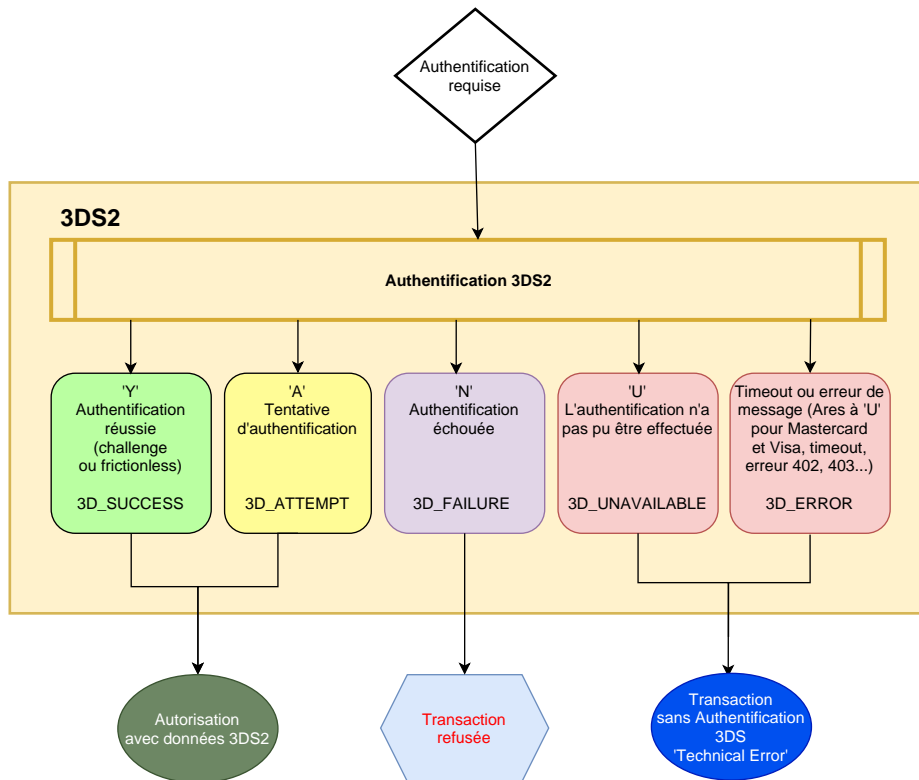 Authentification
requise
3DS2
Authentification 3DS2
'Y'
Authentification
réussie
(challenge
ou frictionless)
3D_SUCCESS
'A'
Tentative
d'authentification
3D_ATTEMPT
'N'
Authentification
échouée
3D_FAILURE
'U'
L'authentification n'a
pas pu être effectuée
3D_UNAVAILABLE
Timeout ou erreur de
message (Ares à 'U'
pour Mastercard
et Visa, timeout,
erreur 402, 403...)
3D_ERROR
Autorisation
avec données 3DS2
Transaction
refusée
Transaction
sans Authentification
3DS
'Technical Error'